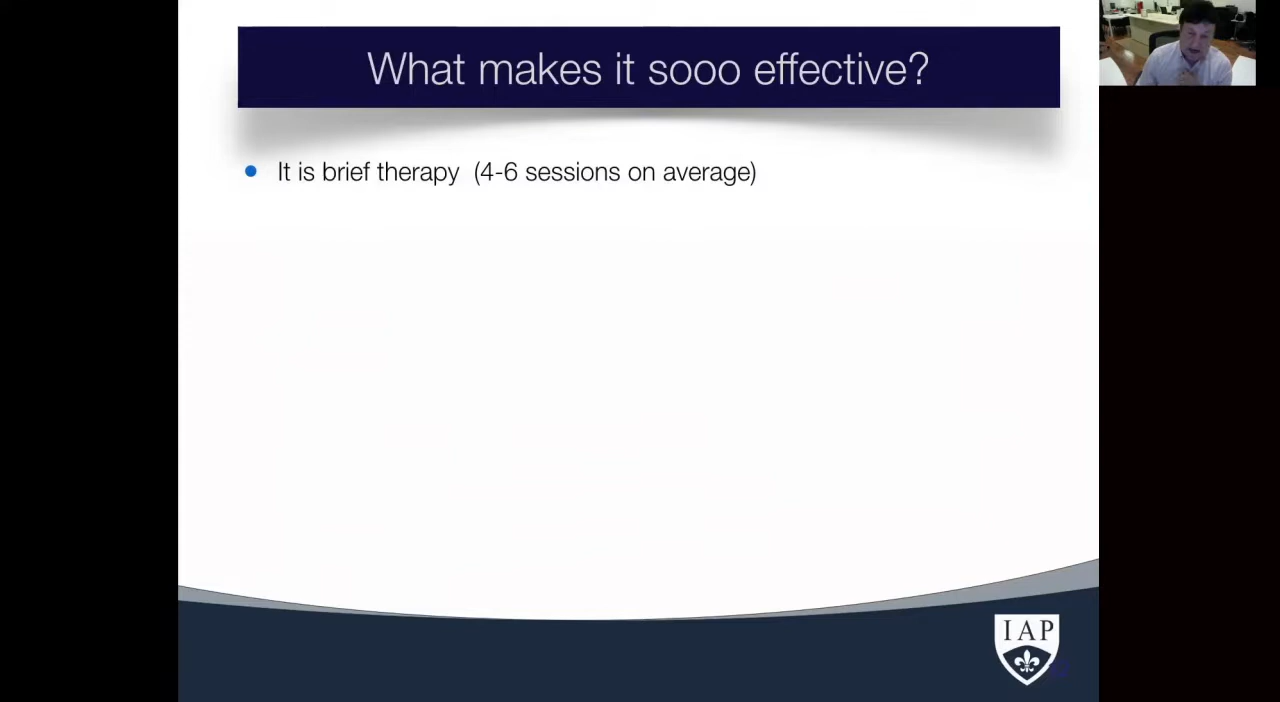 What makes it sooo effective?
It is brief therapy (4-6 sessions on average)
IAP